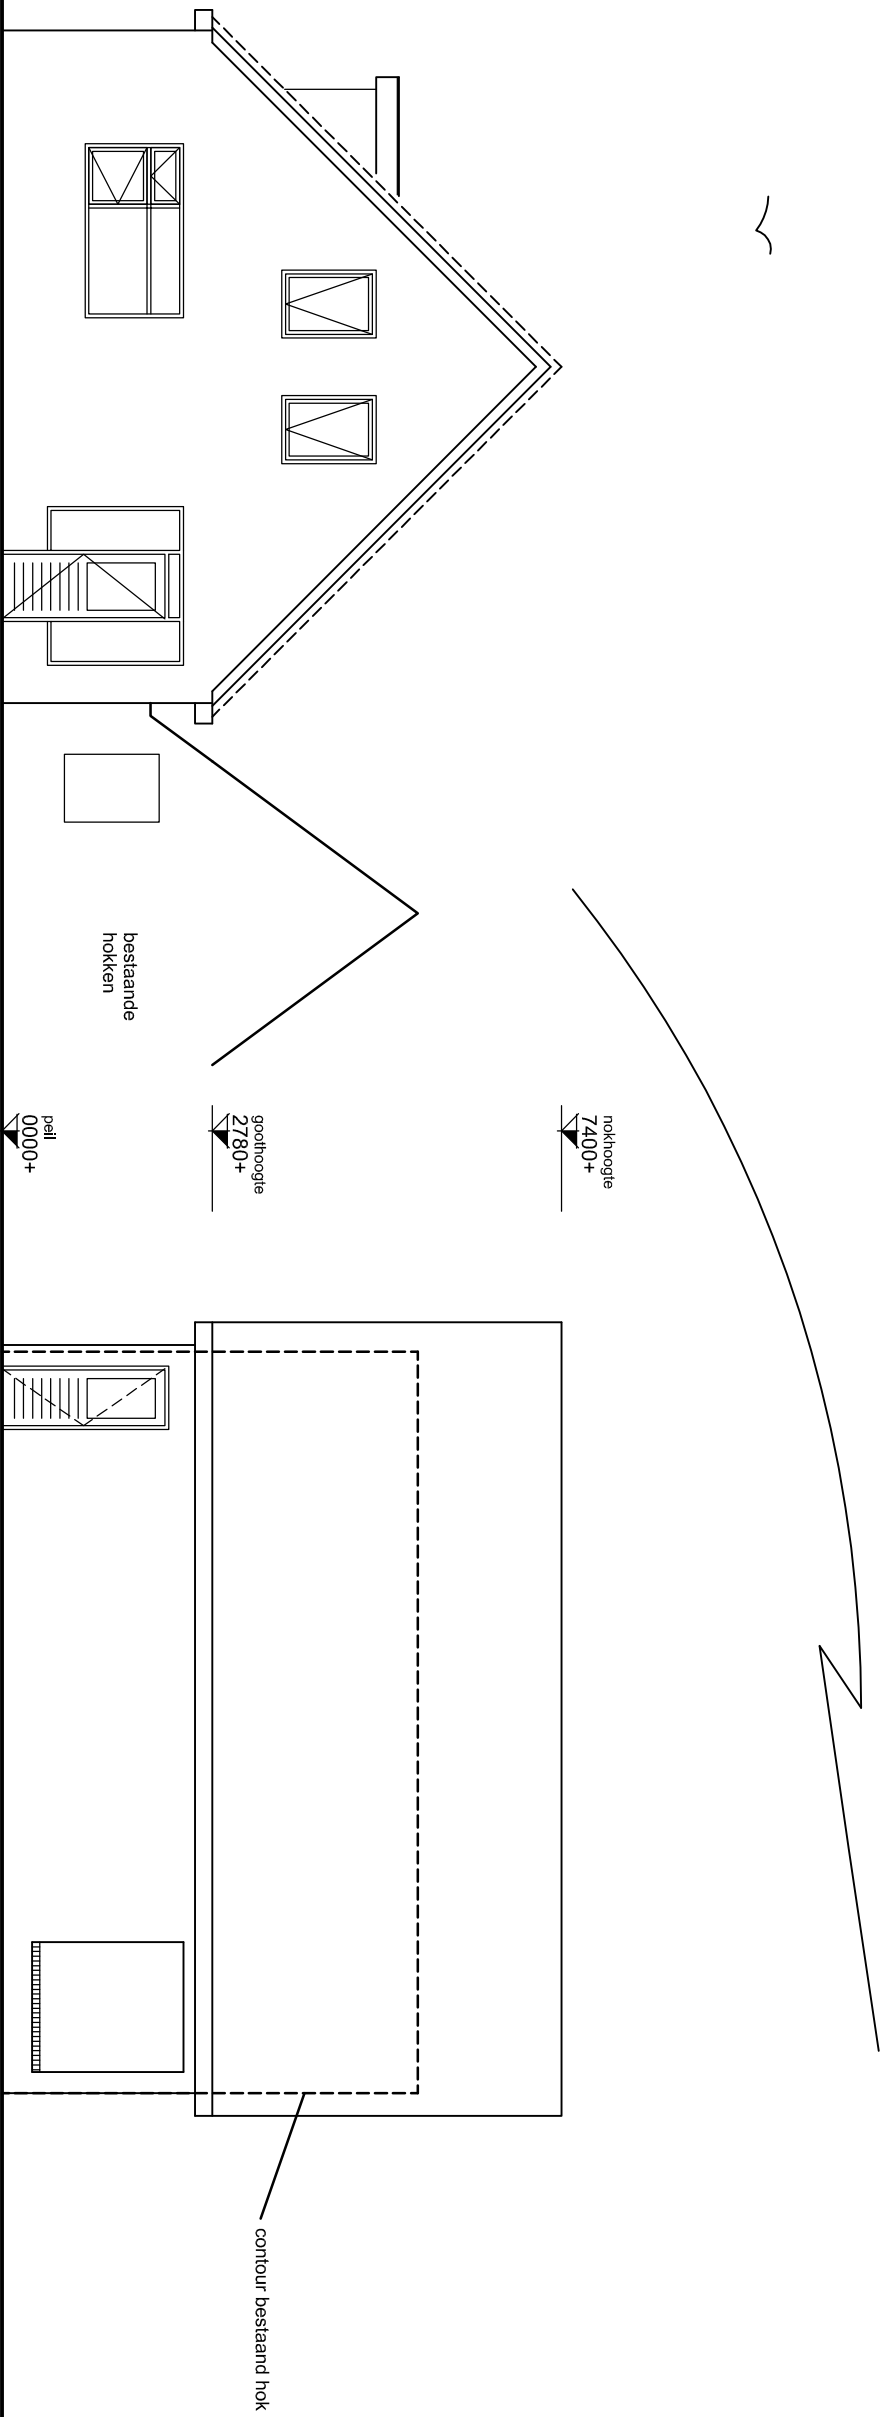 nokhoogte
7400+
goothoogte
2780+
peil
0000+
bestaande
hokken
contour bestaand hok